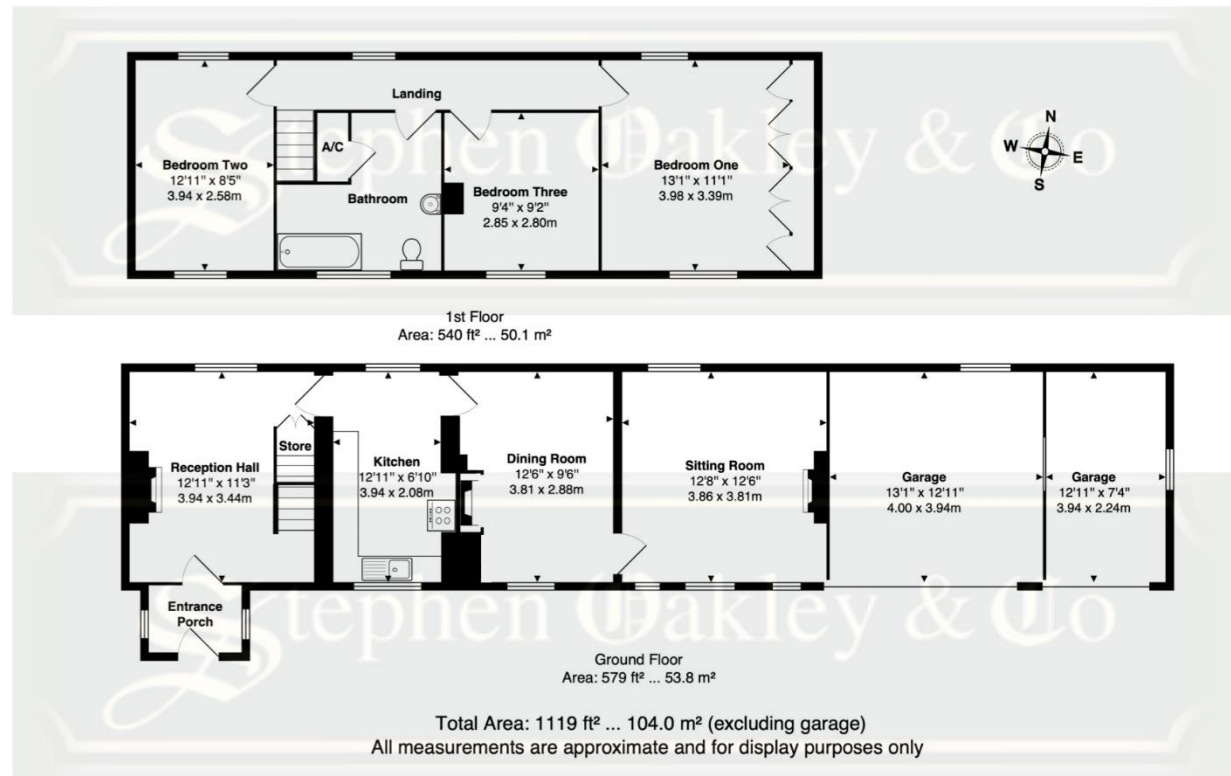 Landing
A/C
Bedroom Two
12'11" x 8'5"
3.94 x 2.58m
Bathroom
Bedroom Three
9'4" x 9'2"
2.85 x 2.80m
Bedroom One
13'1" x 11'1"
3.98 x 3.39m
N
W
E
S
Stephen Oakley & Co
1st Floor
Area: 540 ft² ... 50.1 m²
Reception Hall
12'11" x 11'3"
3.94 x 3.44m
Store
Kitchen
12'11" x 6'10"
3.94 x 2.08m
Dining Room
12'6" x 9'6"
3.81 x 2.88m
Sitting Room
12'8" x 12'6"
3.86 x 3.81m
Garage
13'1" x 12'11"
4.00 x 3.94m
Garage
12'11" x 7'4"
3.94 x 2.24m
Entrance
Porch
Stephen Oakley & Co
Ground Floor
Area: 579 ft² ... 53.8 m²
Total Area: 1119 ft² ... 104.0 m² (excluding garage)
All measurements are approximate and for display purposes only